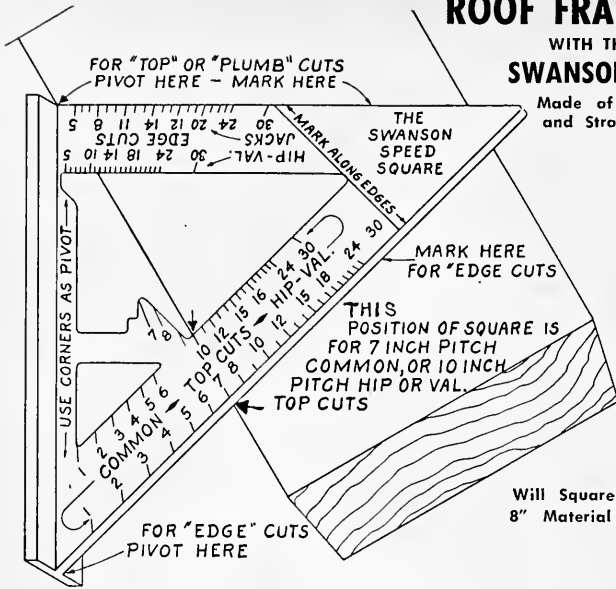 ROOF FRA
WITH TH
SWANSON
Made of
and Stro
FOR "TOP" OR "PLUMB" CUTS
PIVOT HERE - MARK HERE
5 8 11 14 12 20 24 30
EDGE CUTS
JACKS
HIP-VAL.
5 10 14 18 24 30
MARK ALONG EDGES
THE
SWANSON
SPEED
SQUARE
USE CORNERS AS PIVOT
7 8
10 12 15 16 24 30
COMMON TOP CUTS HIP-VAL.
2 3 4 5 6
2 3 4 5 6 7 8 10 12 15 18 24 30
MARK HERE
FOR "EDGE CUTS
THIS
POSITION OF SQUARE IS
FOR 7 INCH PITCH
COMMON, OR 10 INCH
PITCH HIP OR VAL.
TOP CUTS
Will Square
8" Material
FOR "EDGE" CUTS
PIVOT HERE